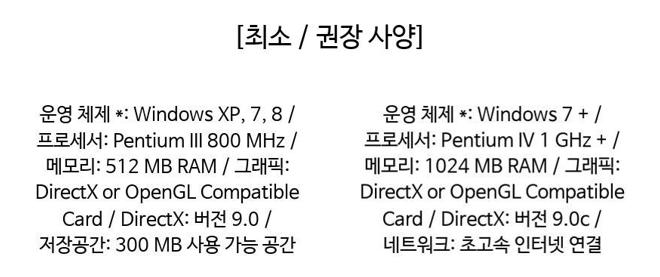 [최소 / 권장 사양]
운영 체제 *: Windows XP, 7, 8 /
프로세서: Pentium III 800 MHz /
메모리: 512 MB RAM / 그래픽:
DirectX or OpenGL Compatible
Card / DirectX: 버전 9.0 /
저장공간: 300 MB 사용 가능 공간
운영 체제 *: Windows 7 + /
프로세서: Pentium IV 1 GHz + /
메모리: 1024 MB RAM / 그래픽:
DirectX or OpenGL Compatible
Card / DirectX: 버전 9.0c /
네트워크: 초고속 인터넷 연결